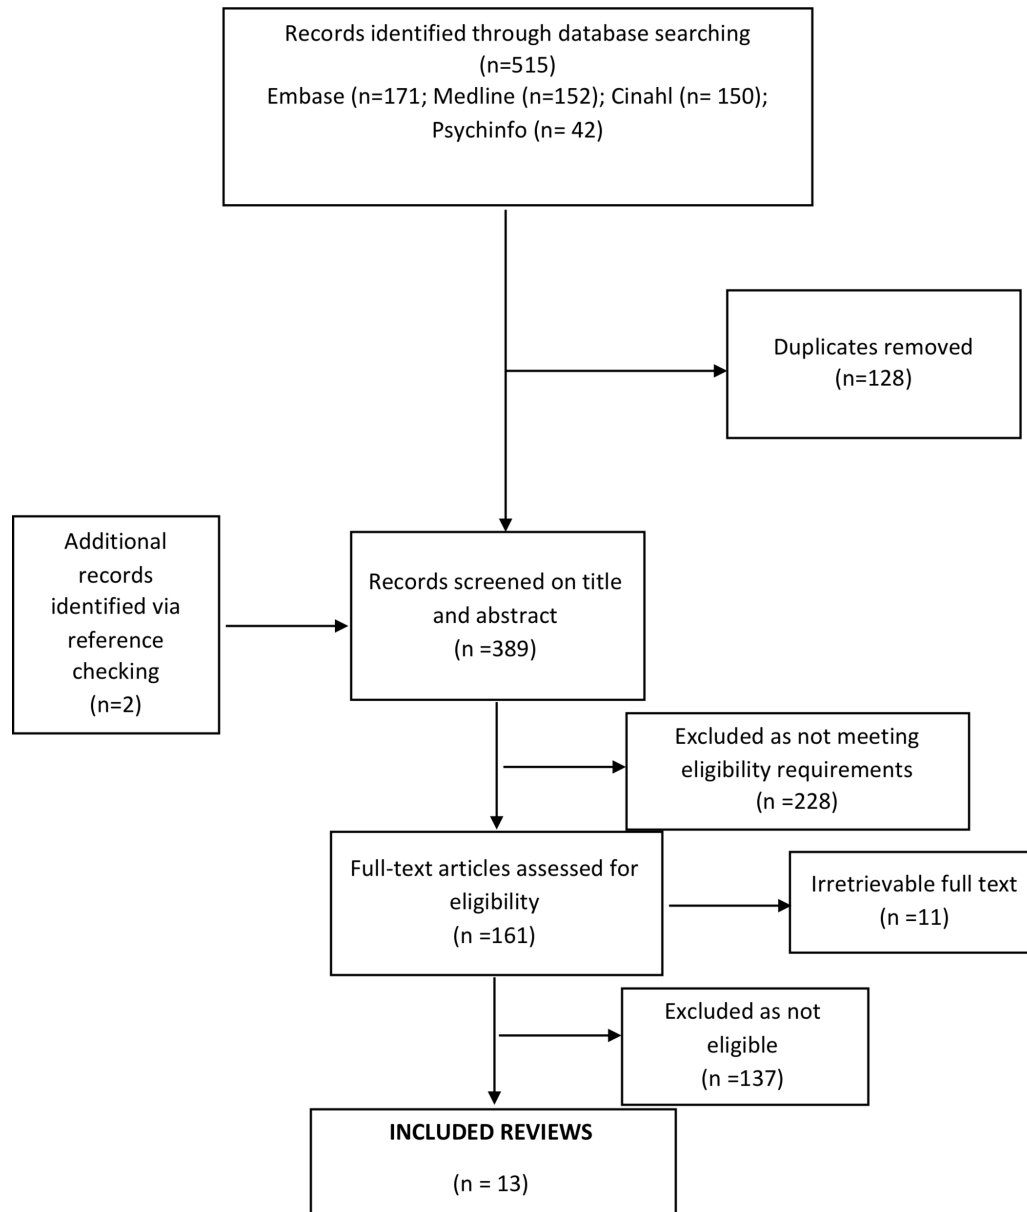 Records identified through database searching
(n=515)
Embase (n=171; Medline (n=152); Cinahl (n= 150);
Psychinfo (n= 42)
Duplicates removed
(n=128)
Additional
records
identified via
reference
checking
(n=2)
Records screened on title
and abstract
(n =389)
Excluded as not meeting
eligibility requirements
(n =228)
Full-text articles assessed for
eligibility
(n =161)
Irretrievable full text
(n =11)
Excluded as not
eligible
(n =137)
INCLUDED REVIEWS
(n = 13)